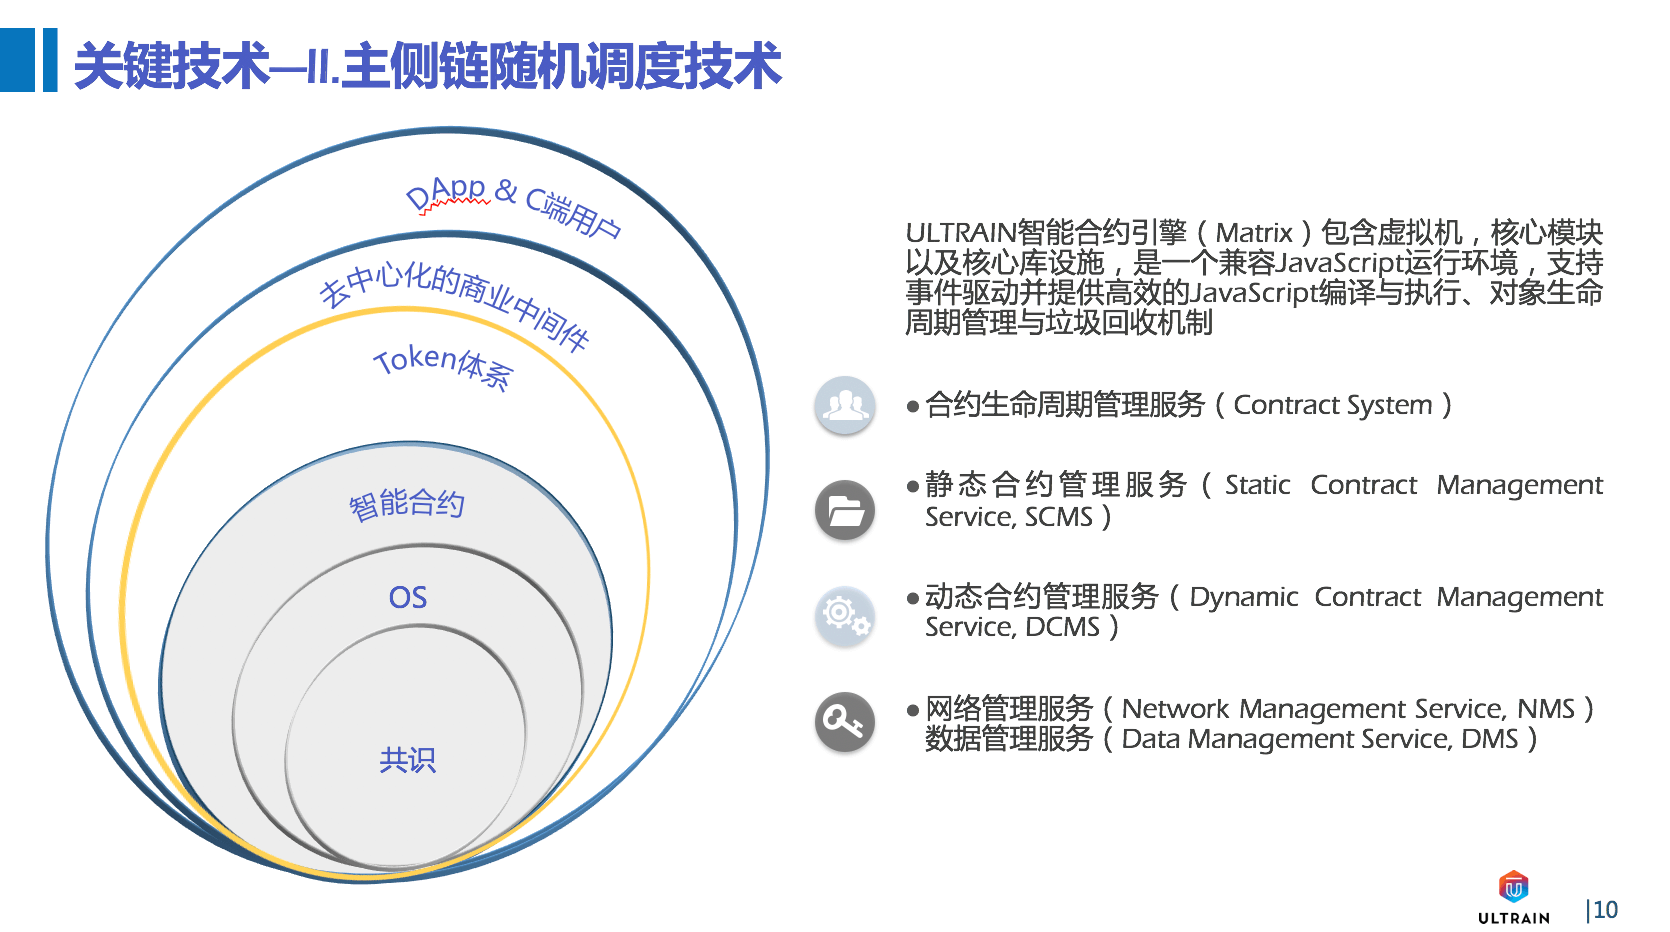 关键技术—II.主侧链随机调度技术
DApp & C端用户
去中心化的商业中间件
Token体系
智能合约
OS
共识
ULTRAIN智能合约引擎（Matrix）包含虚拟机，核心模块
以及核心库设施，是一个兼容JavaScript运行环境，支持
事件驱动并提供高效的JavaScript编译与执行、对象生命
周期管理与垃圾回收机制
●合约生命周期管理服务（Contract System）
●静态合约管理服务（Static Contract Management
Service, SCMS）
●动态合约管理服务（Dynamic Contract Management
Service, DCMS）
●网络管理服务（Network Management Service, NMS）
数据管理服务（Data Management Service, DMS）
ULTRAIN
|10